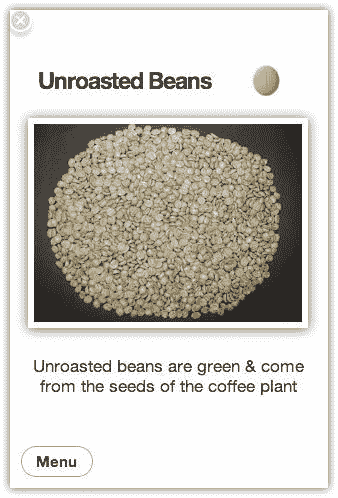 Unroasted Beans
Unroasted beans are green & come
from the seeds of the coffee plant
Menu